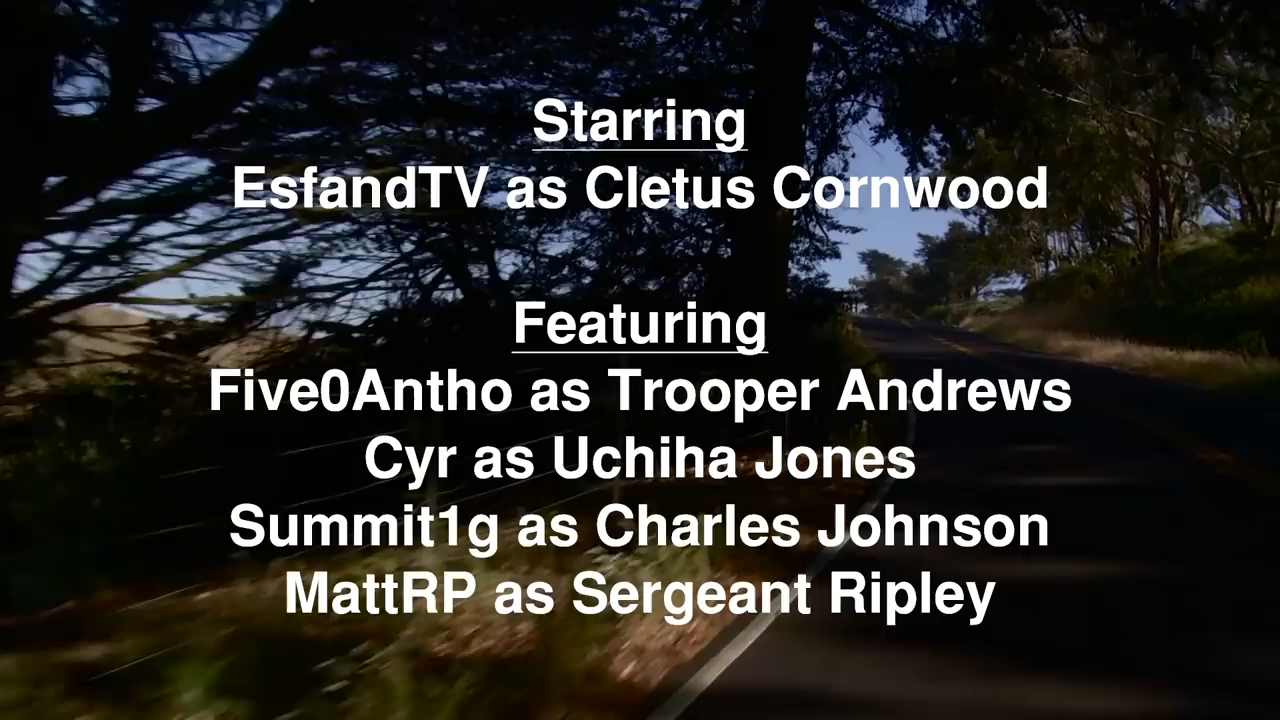 Starring
EsfandTV as Cletus Cornwood
Featuring
Five0Antho as Trooper Andrews
Cyr as Uchiha Jones
Summit1g as Charles Johnson
MattRP as Sergeant Ripley